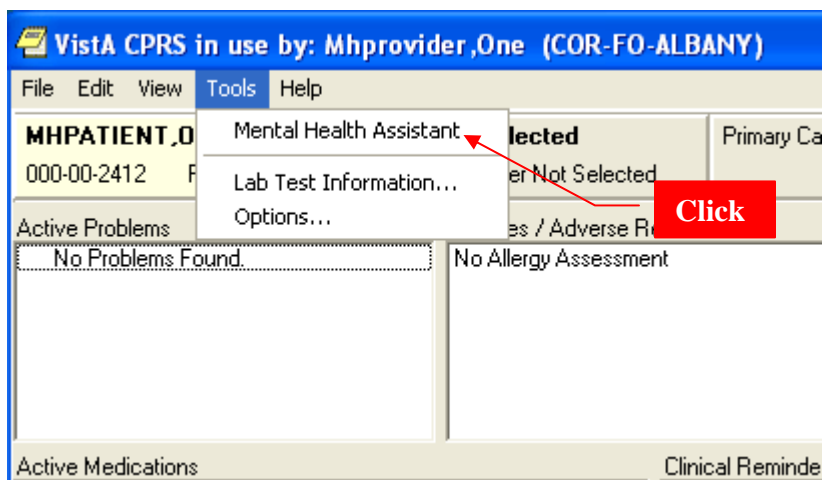 VistA CPRS in use by: Mhprovider,One (COR-FO-ALBANY)
File Edit View Tools Help
MHPATIENT,O
Mental Health Assistant
lected
Primary Ca
000-00-2412
Lab Test Information...
er Not Selected
Click
Options...
Active Problems
es / Adverse Re
No Problems Found.
No Allergy Assessment
Active Medications
Clinical Reminde